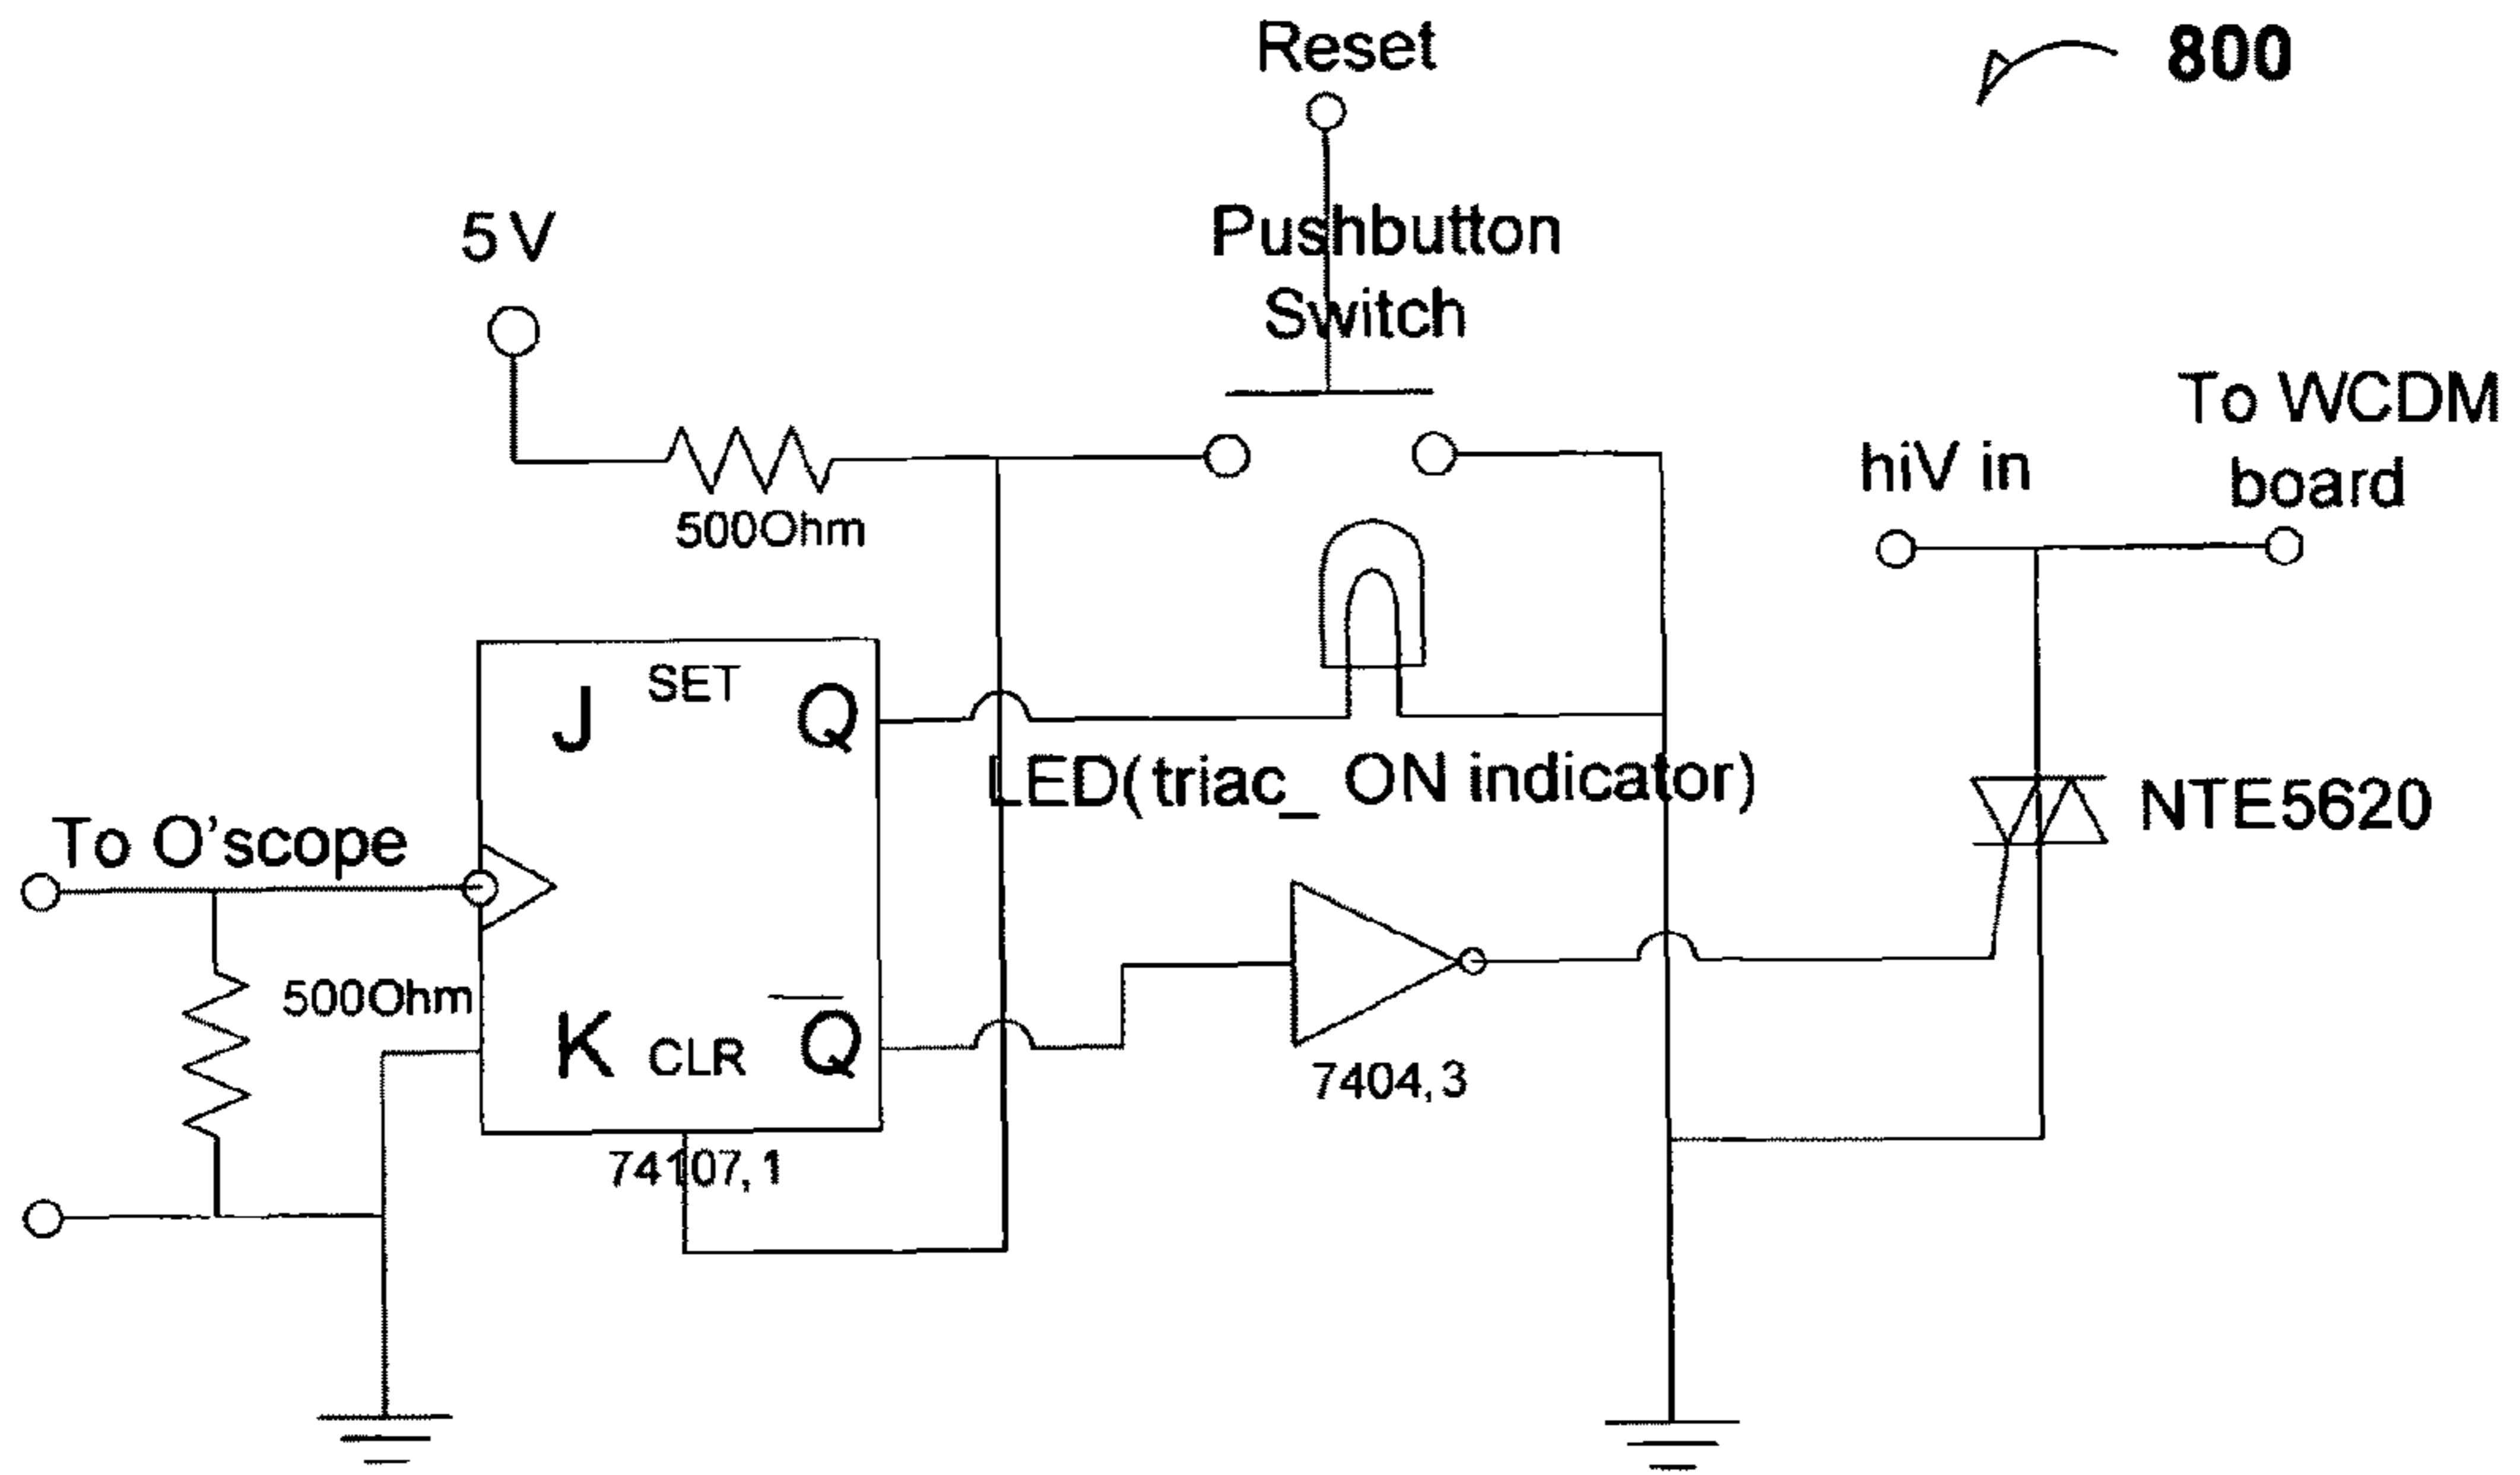 Reset
800
5V
Pushbutton
Switch
To WCDM
board
hiV in
500Ohm
SET
J
Q
LED(triac_ ON indicator)
NTE5620
To O'scope
500Ohm
K
CLR
Q
7404,3
74107,1